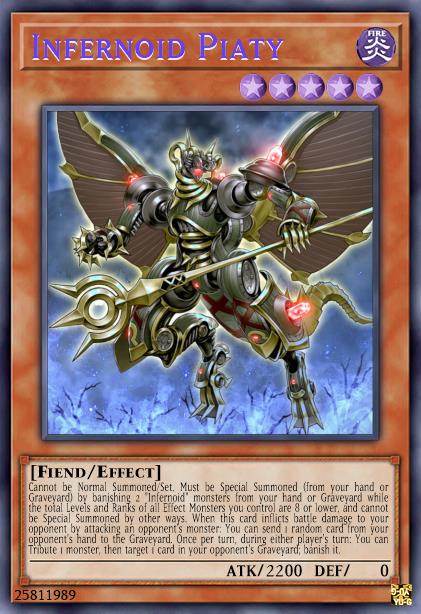 Infernoid Piaty
FIRE
炎
[Fiend/Effect]
Cannot be Normal Summoned/Set. Must be Special Summoned (from your hand or
Graveyard) by banishing 2 "Infernoid" monsters from your hand or Graveyard while
the total Levels and Ranks of all Effect Monsters you control are 8 or lower, and cannot
be Special Summoned by other ways. When this card inflicts battle damage to your
opponent by attacking an opponent's monster: You can send 1 random card from your
opponent's hand to the Graveyard. Once per turn, during either player's turn: You can
Tribute 1 monster, then target 1 card in your opponent's Graveyard; banish it.
ATK/2200 DEF/ 0
25811989